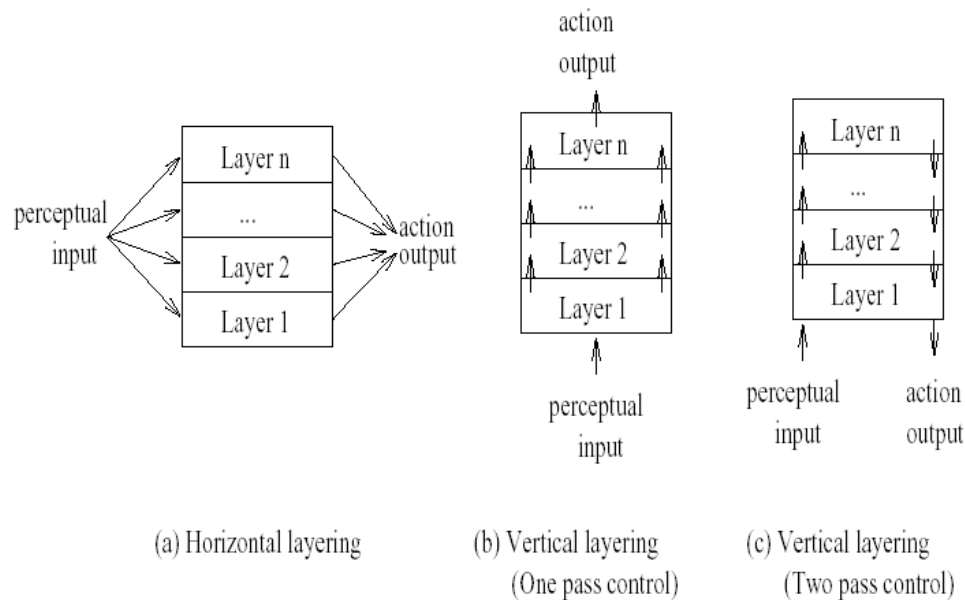 perceptual
input
Layer n
...
Layer 2
Layer 1
action
output
(a) Horizontal layering
action
output
Layer n
...
Layer 2
Layer 1
perceptual
input
(b) Vertical layering
(One pass control)
Layer n
...
Layer 2
Layer 1
perceptual
input
action
output
(c) Vertical layering
(Two pass control)